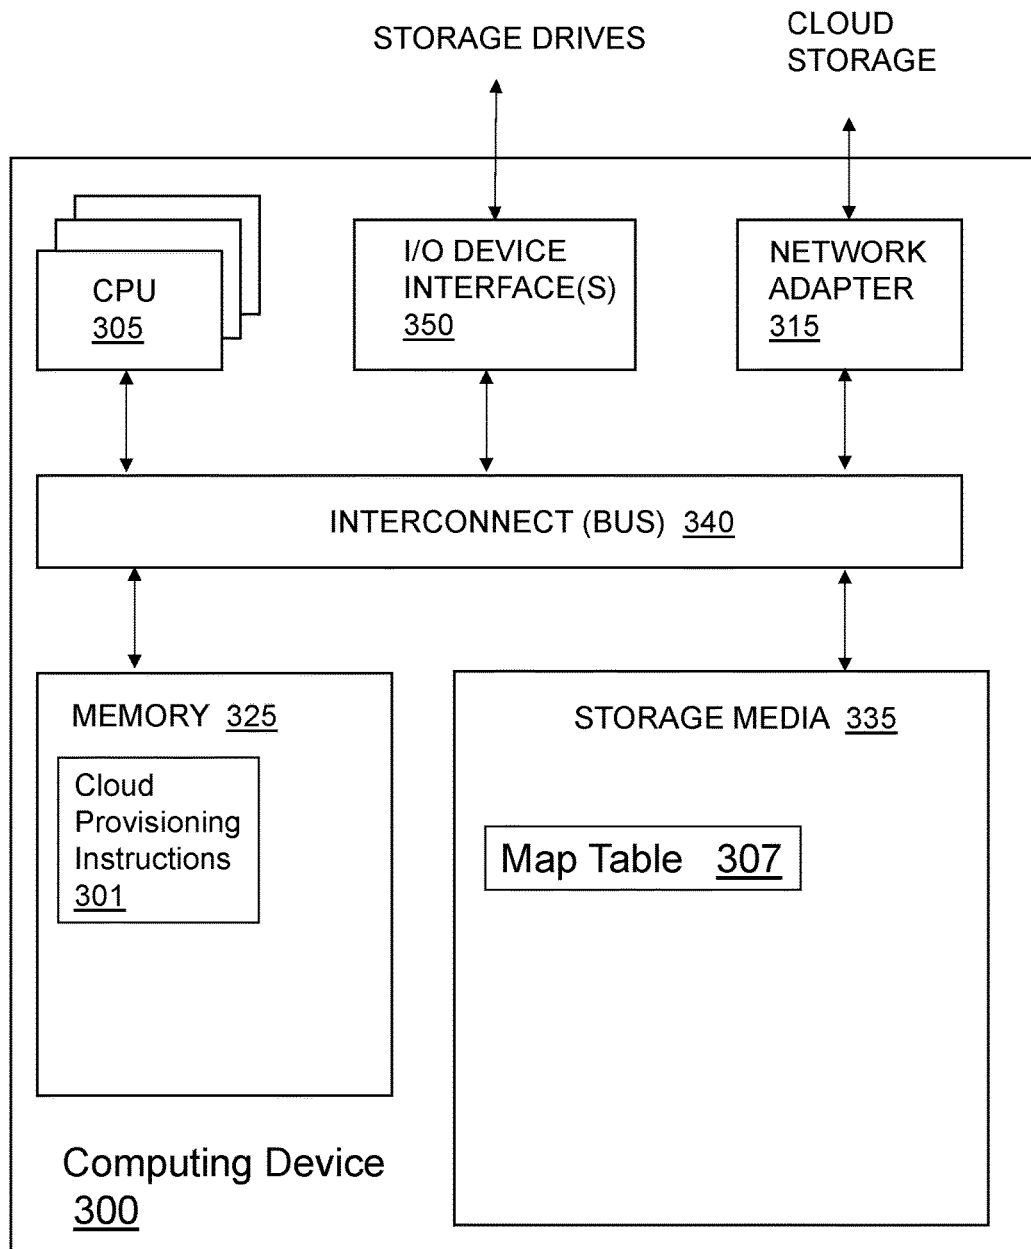 STORAGE DRIVES
CLOUD
STORAGE
CPU
305
I/O DEVICE
INTERFACE(S)
350
NETWORK
ADAPTER
315
INTERCONNECT (BUS) 340
MEMORY 325
Cloud
Provisioning
Instructions
301
STORAGE MEDIA 335
Map Table 307
Computing Device
300